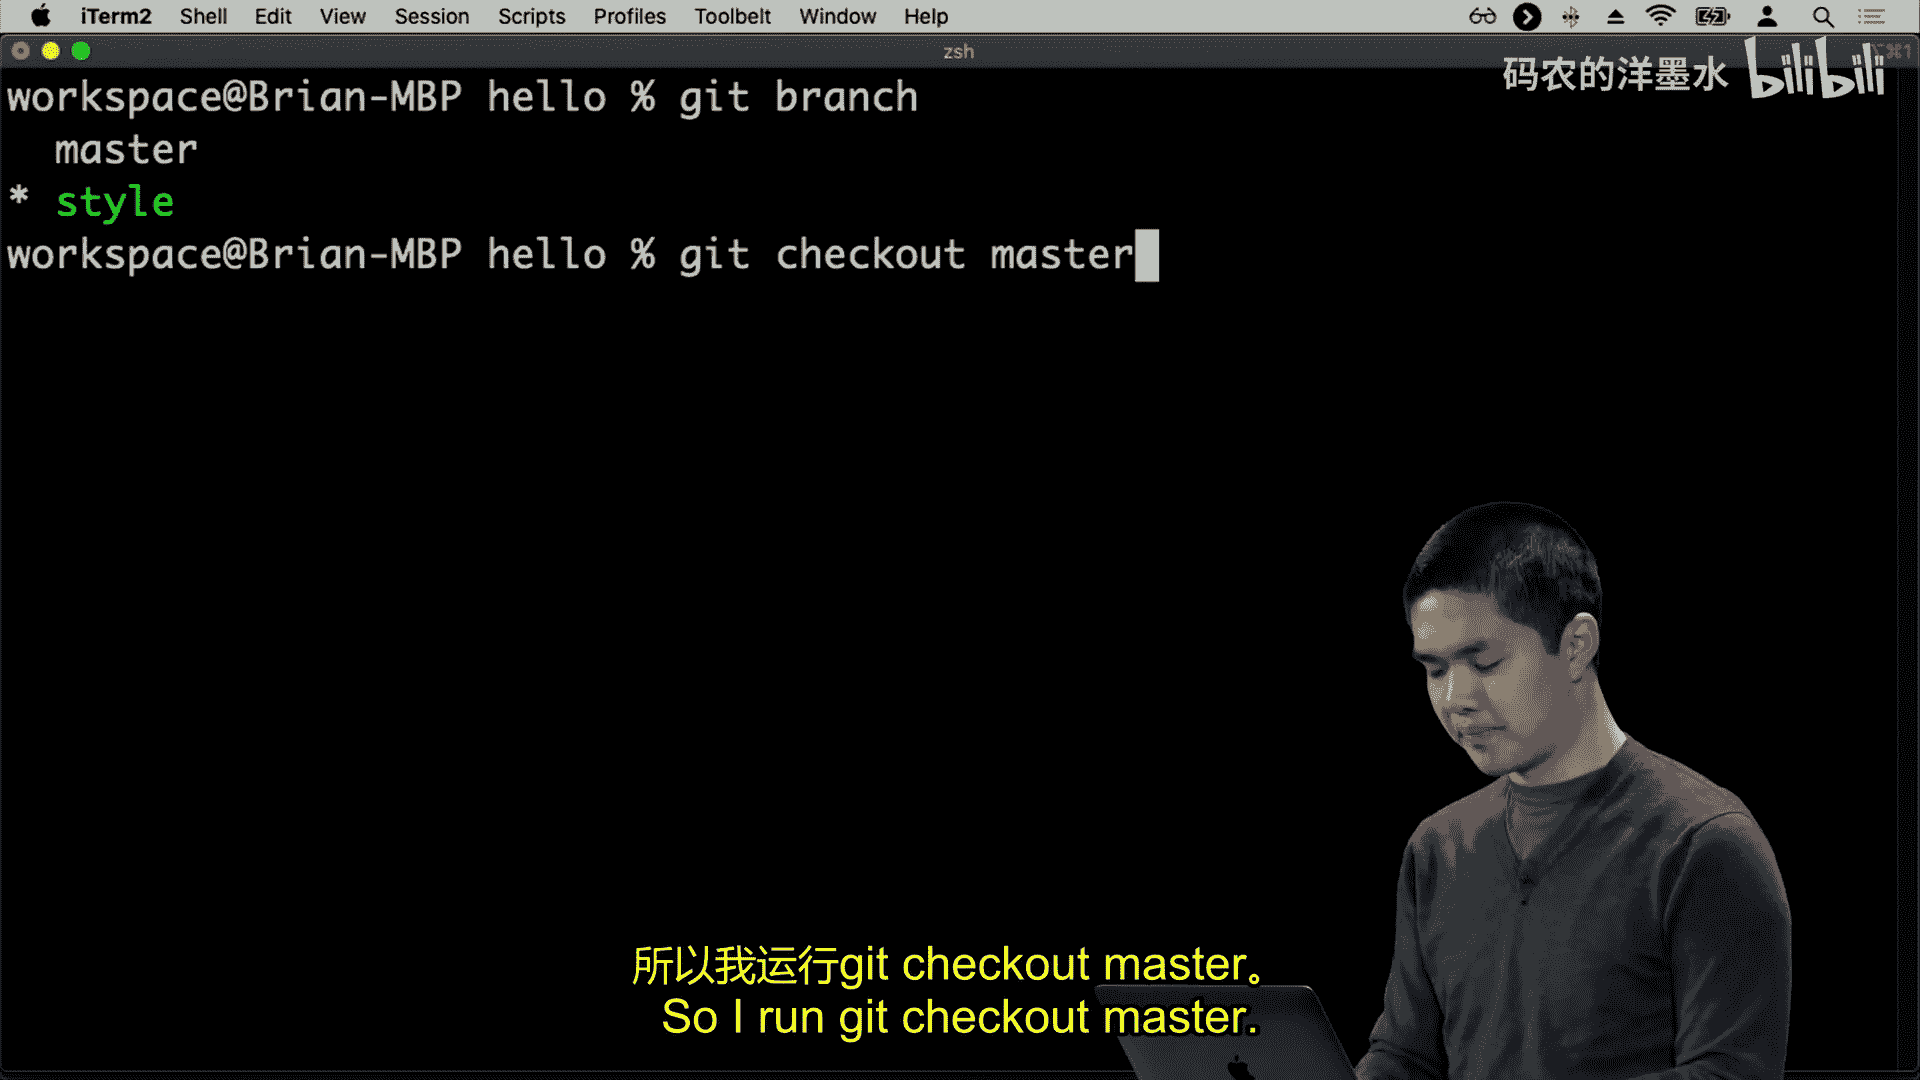 iTerm2 Shell Edit View Session Scripts Profiles Toolbelt Window Help
zsh
⌘1
码农的洋墨水 bilibili
workspace@Brian-MBP hello % git branch
master
* style
workspace@Brian-MBP hello % git checkout master
所以我运行git checkout master。
So I run git checkout master.